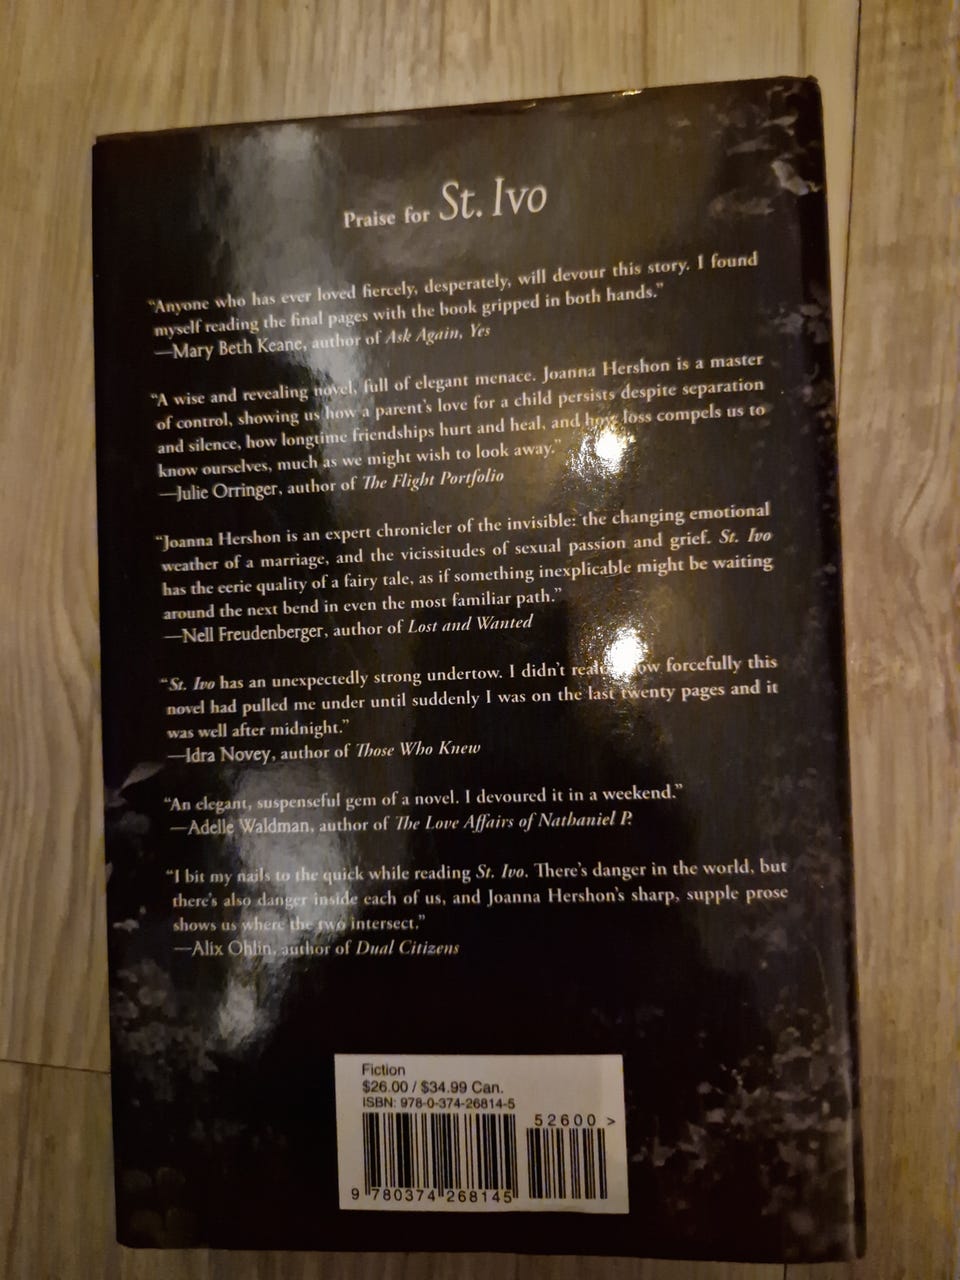 Praise for St. Ivo
“Anyone who has ever loved fiercely, desperately, will devour this story. I found
myself reading the final pages with the book gripped in both hands.”
—Mary Beth Keane, author of Ask Again, Yes
“A wise and revealing novel, full of elegant menace. Joanna Hershon is a master
of control, showing us how a parent’s love for a child persists despite separation
and silence, how longtime friendships hurt and heal, and how loss compels us to
know ourselves, much as we might wish to look away.”
—Julie Orringer, author of The Flight Portfolio
“Joanna Hershon is an expert chronicler of the invisible: the changing emotional
weather of a marriage, and the vicissitudes of sexual passion and grief. St. Ivo
has the eerie quality of a fairy tale, as if something inexplicable might be waiting
around the next bend in even the most familiar path.”
—Nell Freudenberger, author of Lost and Wanted
“St. Ivo has an unexpectedly strong undertow. I didn’t forcefully this
novel had pulled me under until suddenly I was on the last twenty pages and it
was well after midnight.”
—Idra Novey, author of Those Who Knew
“An elegant, suspenseful gem of a novel. I devoured it in a weekend.”
—Adelle Waldman, author of The Love Affairs of Nathaniel P.
“I bit my nails to the quick while reading St. Ivo. There’s danger in the world, but
there’s also danger inside each of us, and Joanna Hershon’s sharp, supple prose
shows us where the two intersect.”
—Alix Ohlin, author of Dual Citizens
Fiction
$26.00 / $34.99 Can.
ISBN: 978-0-374-26814-5
52600 >
9 780374 268145